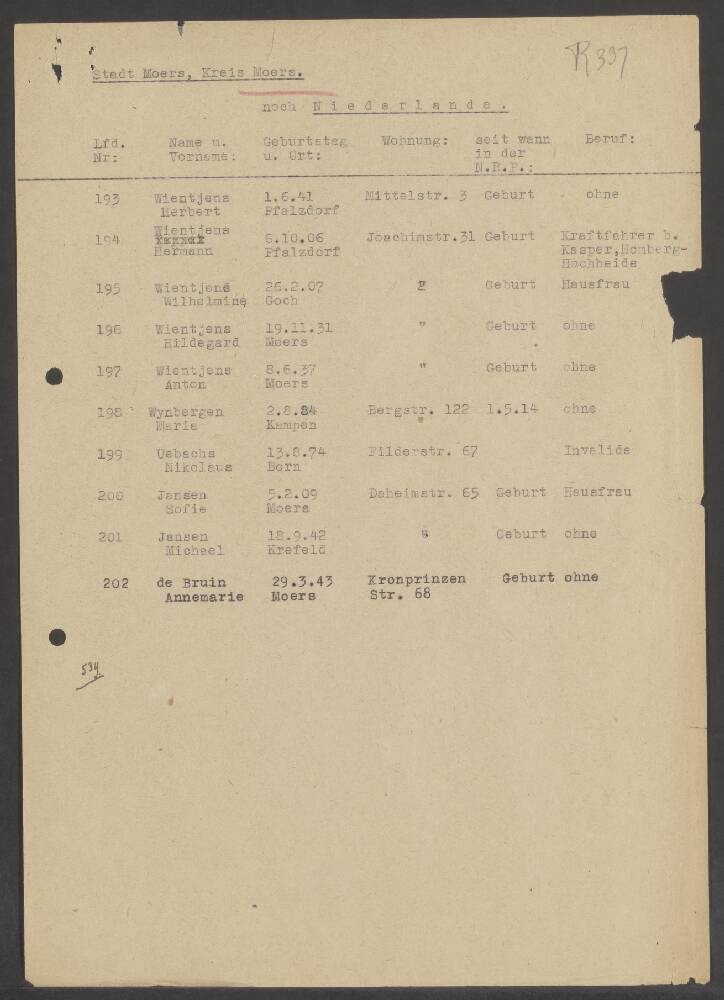 R 337
Stadt Moers, Kreis Moers.
noch Niederlande.
Lfd. Name u. Geburtstag Wohnung: seit wann Beruf:
Nr: Vorname: u. Ort: in der
N.R.P.:
193 Wientjens 1.6.41 Mittelstr. 3 Geburt ohne
Herbert Pfalzdorf
Wientjens
194 6.10.06 Joachimstr.31 Geburt Kraftfahrer b.
Hermann Pfalzdorf Kasper,Homberg-
Hochheide
195 Wientjens 26.2.07 " Geburt Hausfrau
Wilhelmine Goch
196 Wientjens 19.11.31 " Geburt ohne
Hildegard Moers
197 Wientjens 8.6.37 " Geburt ohne
Anton Moers
198 Wynbergen 2.8.84 Bergstr. 122 1.5.14 ohne
Maria Kampen
199 Uebachs 13.8.74 Filderstr. 67 Invalide
Nikolaus Born
200 Jansen 5.2.09 Daheimstr. 65 Geburt Hausfrau
Sofie Moers
201 Jansen 18.9.42 " Geburt ohne
Michael Krefeld
202 de Bruin 29.3.43 Kronprinzen Geburt ohne
Annemarie Moers Str. 68
534